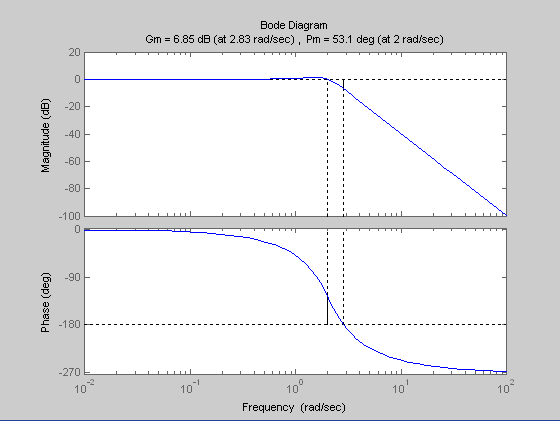 Bode Diagram
Gm = 6.85 dB (at 2.83 rad/sec) , Pm = 53.1 deg (at 2 rad/sec)
Magnitude (dB)
20
0
-20
-40
-60
-80
-100
Phase (deg)
0
-90
-180
-270
10^-2 10^-1 10^0 10^1 10^2
Frequency (rad/sec)